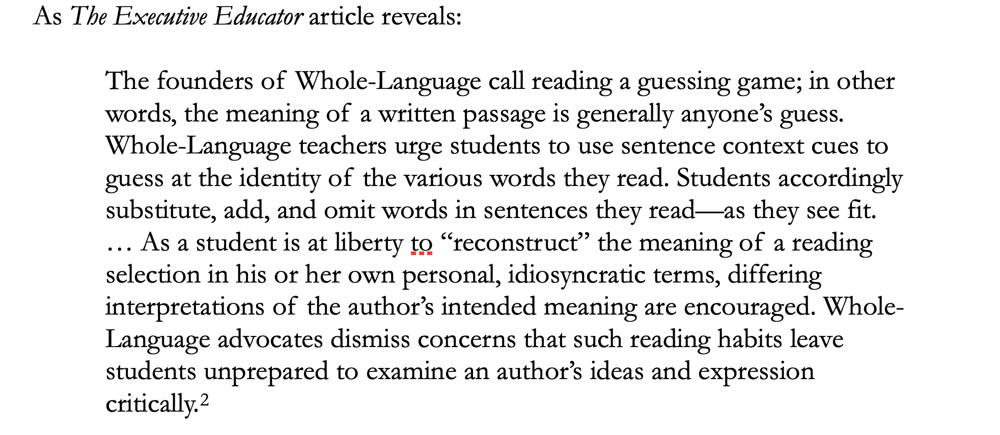 As The Executive Educator article reveals:
The founders of Whole-Language call reading a guessing game; in other
words, the meaning of a written passage is generally anyone’s guess.
Whole-Language teachers urge students to use sentence context cues to
guess at the identity of the various words they read. Students accordingly
substitute, add, and omit words in sentences they read—as they see fit.
… As a student is at liberty to “reconstruct” the meaning of a reading
selection in his or her own personal, idiosyncratic terms, differing
interpretations of the author’s intended meaning are encouraged. Whole-
Language advocates dismiss concerns that such reading habits leave
students unprepared to examine an author’s ideas and expression
critically.²